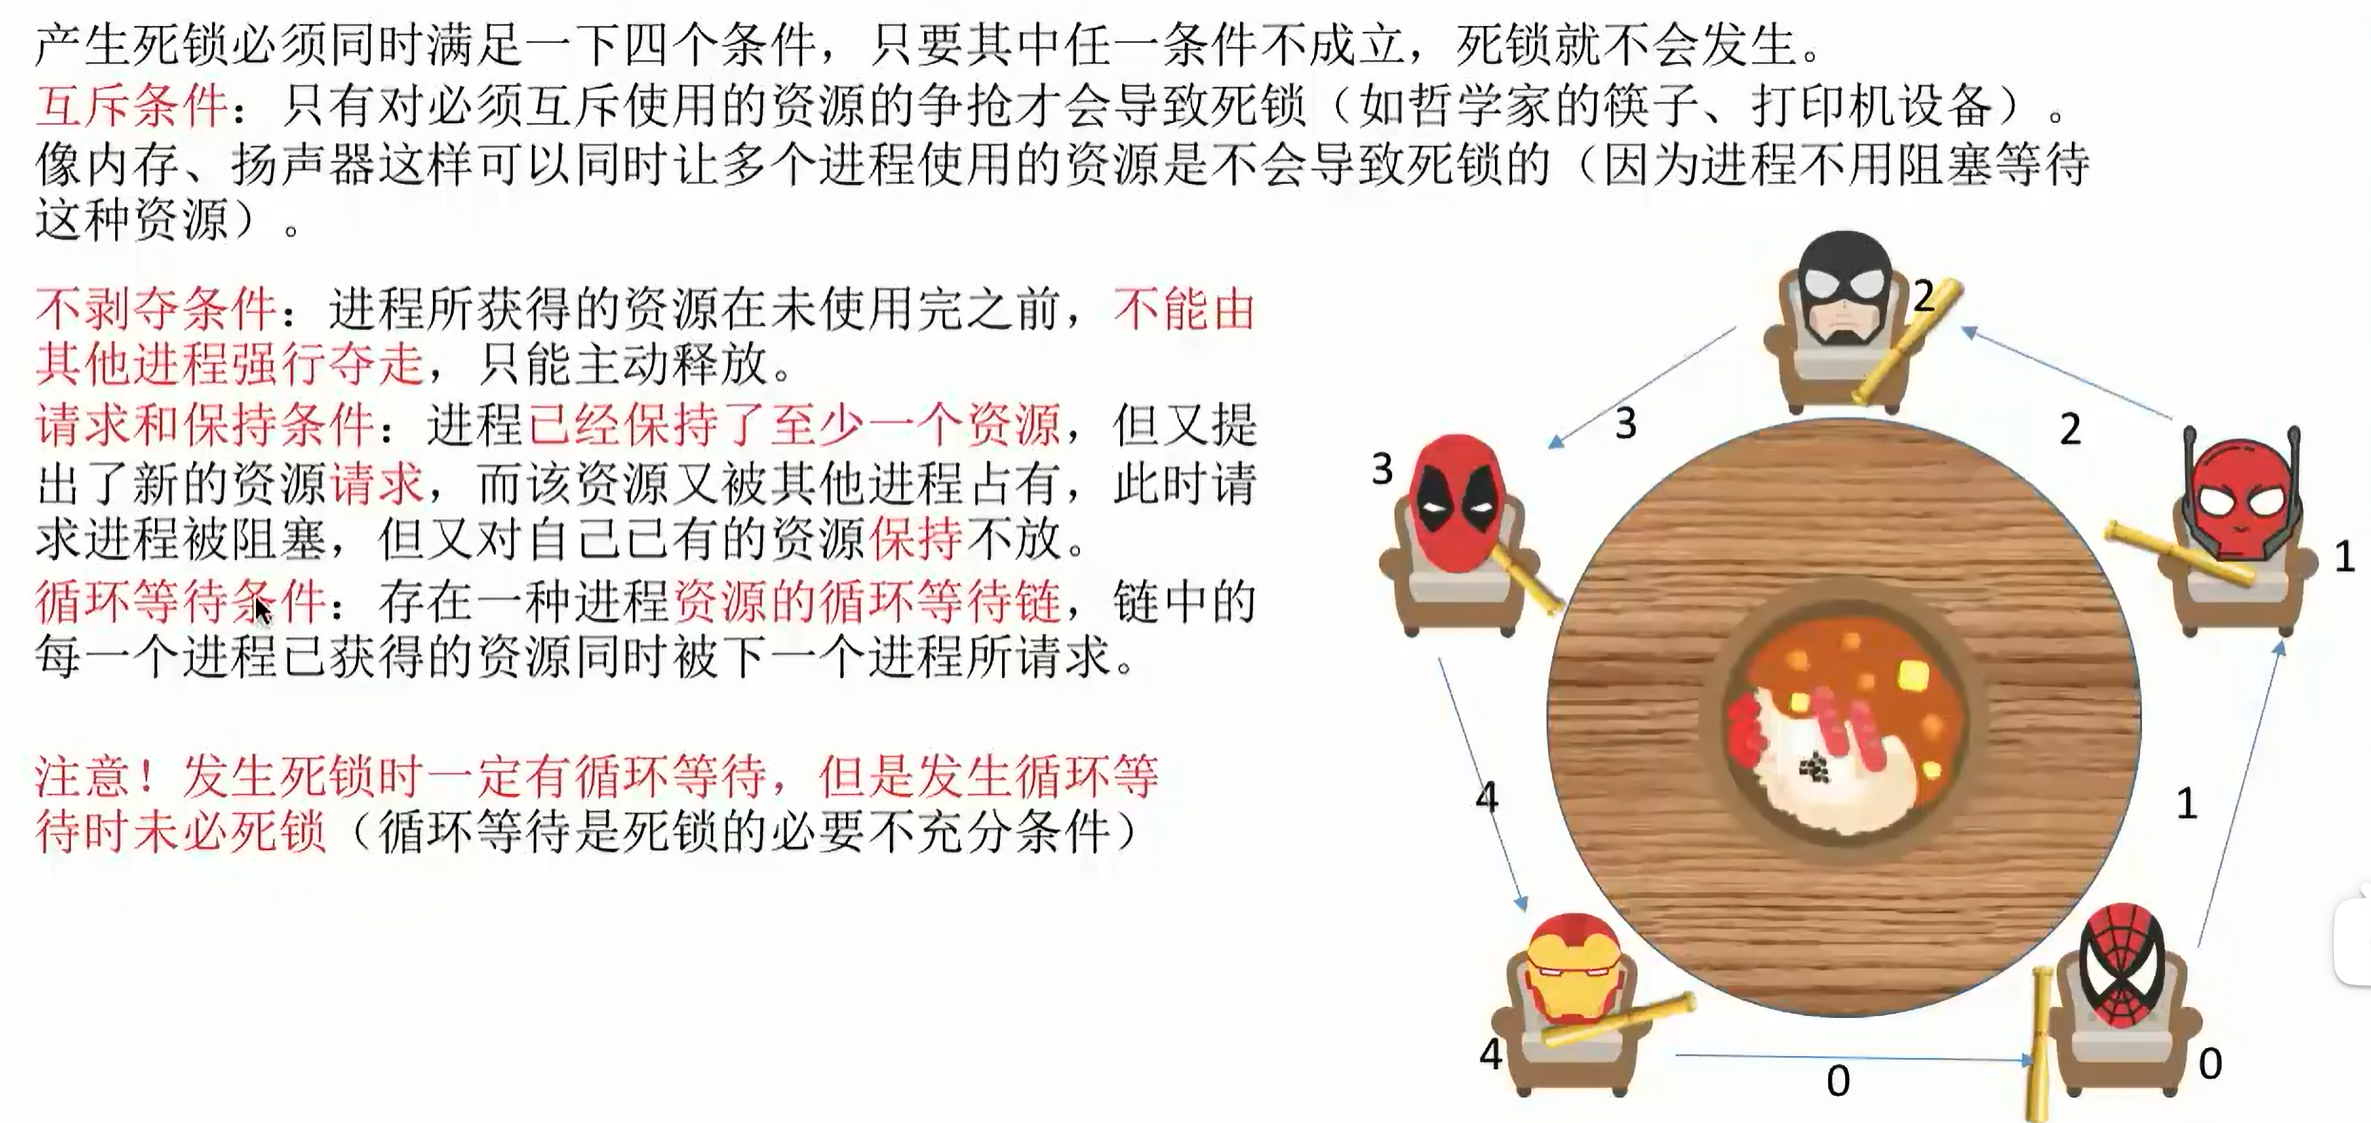 产生死锁必须同时满足一下四个条件，只要其中任一条件不成立，死锁就不会发生。
互斥条件：只有对必须互斥使用的资源的争抢才会导致死锁（如哲学家的筷子、打印机设备）。
像内存、扬声器这样可以同时让多个进程使用的资源是不会导致死锁的（因为进程不用阻塞等待
这种资源）。
不剥夺条件：进程所获得的资源在未使用完之前，不能由
其他进程强行夺走，只能主动释放。
请求和保持条件：进程已经保持了至少一个资源，但又提
出了新的资源请求，而该资源又被其他进程占有，此时请
求进程被阻塞，但又对自己已有的资源保持不放。
循环等待条件：存在一种进程资源的循环等待链，链中的
每一个进程已获得的资源同时被下一个进程所请求。
注意！发生死锁时一定有循环等待，但是发生循环等
待时未必死锁（循环等待是死锁的必要不充分条件）
2
3
2
3
1
4
1
4
0
0